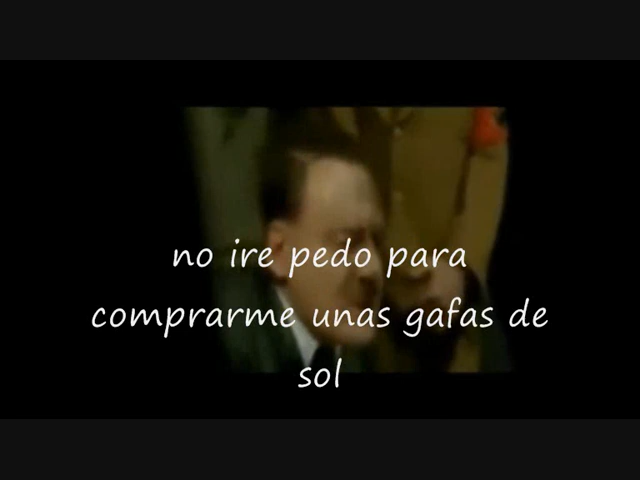 no ire pedo para
comprarme unas gafas de
sol